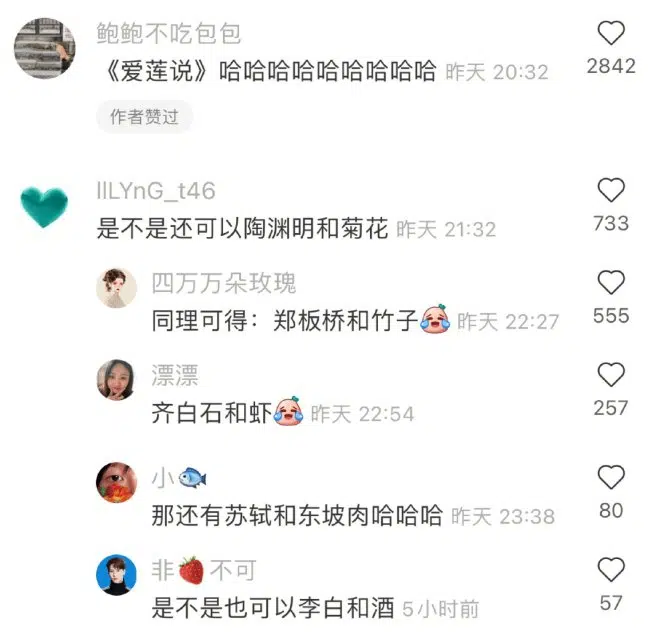 鲍鲍不吃包包
《爱莲说》哈哈哈哈哈哈哈哈哈 昨天 20:32
2842
作者赞过
llLYnG_t46
是不是还可以陶渊明和菊花 昨天 21:32
733
四万万朵玫瑰
同理可得：郑板桥和竹子 昨天 22:27
555
漂漂
齐白石和虾 昨天 22:54
257
小🐟
那还有苏轼和东坡肉哈哈哈 昨天 23:38
80
非🍓不可
是不是也可以李白和酒 5小时前
57